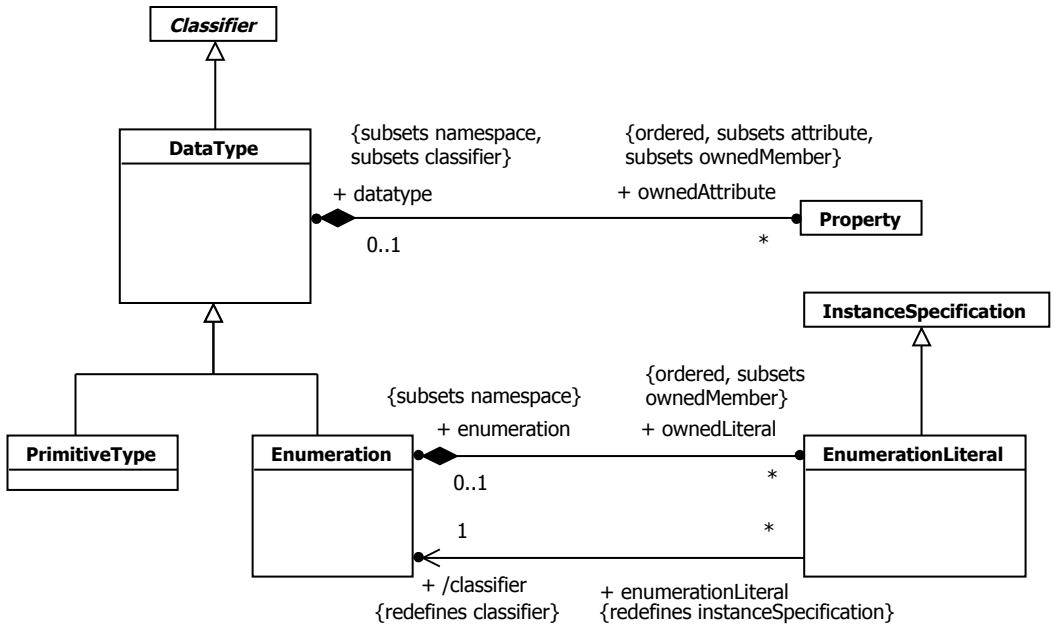 Classifier
DataType
{subsets namespace,
subsets classifier}
{ordered, subsets attribute,
subsets ownedMember}
+ datatype
+ ownedAttribute
Property
0..1
*
InstanceSpecification
{subsets namespace}
{ordered, subsets
ownedMember}
+ enumeration
+ ownedLiteral
PrimitiveType
Enumeration
EnumerationLiteral
0..1
*
1
*
+ /classifier
{redefines classifier}
+ enumerationLiteral
{redefines instanceSpecification}